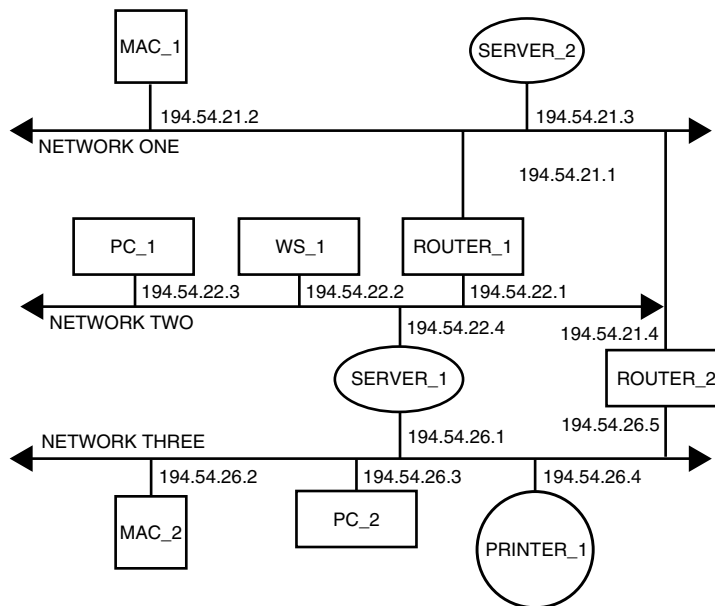 MAC_1
SERVER_2
194.54.21.2
194.54.21.3
NETWORK ONE
194.54.21.1
PC_1
WS_1
ROUTER_1
194.54.22.3
194.54.22.2
194.54.22.1
NETWORK TWO
194.54.22.4
194.54.21.4
SERVER_1
ROUTER_2
194.54.26.5
NETWORK THREE
194.54.26.1
194.54.26.2
194.54.26.3
194.54.26.4
MAC_2
PC_2
PRINTER_1